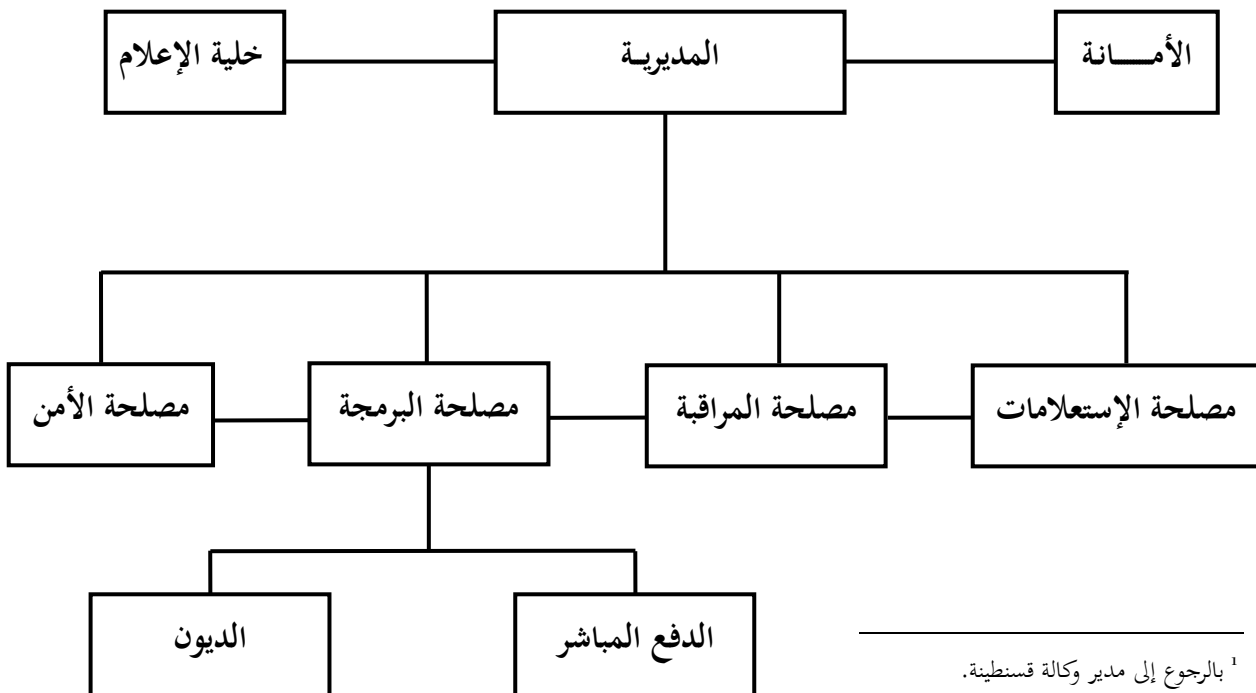 الأمـــــانة
المديريـة
خلية الإعلام
مصلحة الإستعلامات
مصلحة المراقبة
مصلحة البرمجة
مصلحة الأمن
الدفع المباشر
الديون
¹ بالرجوع إلى مدير وكالة قسنطينة.